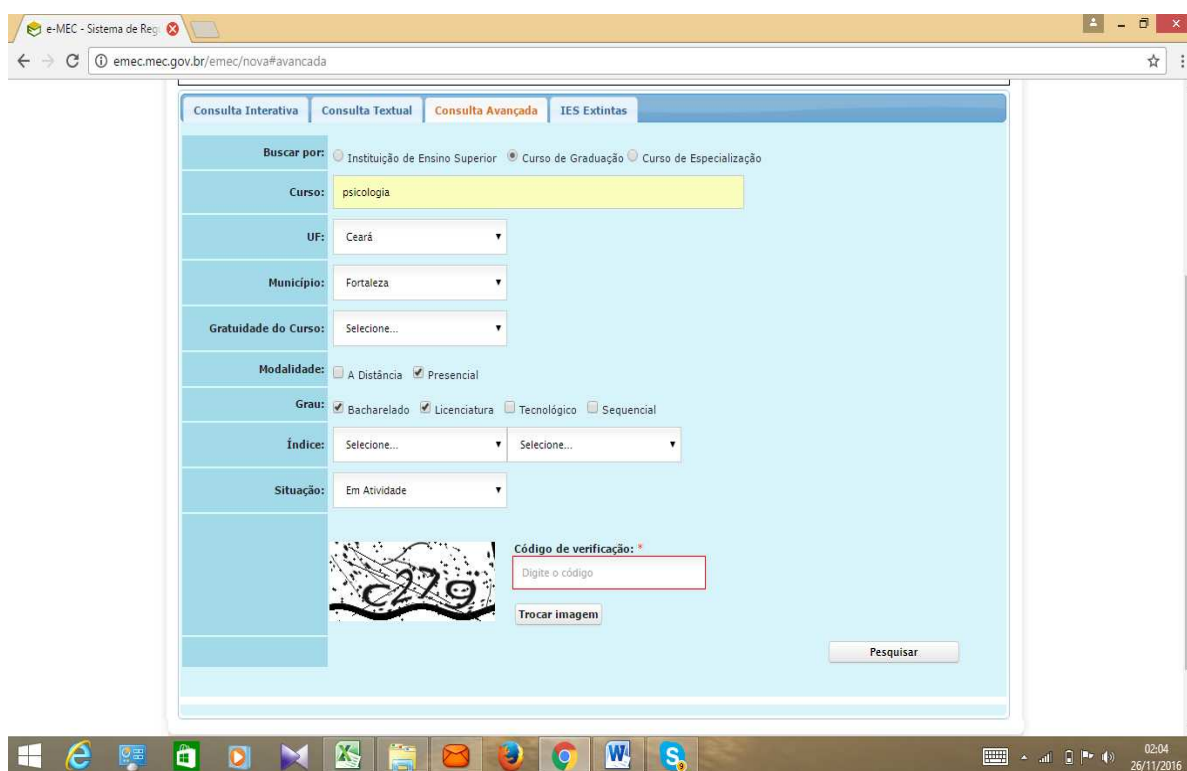 e-MEC - Sistema de Regu
emec.mec.gov.br/emec/nova#avancada
Consulta Interativa Consulta Textual Consulta Avançada IES Extintas
Buscar por: Instituição de Ensino Superior Curso de Graduação Curso de Especialização
Curso: psicologia
UF: Ceará
Município: Fortaleza
Gratuidade do Curso: Selecione...
Modalidade: A Distância Presencial
Grau: Bacharelado Licenciatura Tecnológico Sequencial
Índice: Selecione... Selecione...
Situação: Em Atividade
c279
Código de verificação: *
Digite o código
Trocar imagem
Pesquisar
02:04
26/11/2016